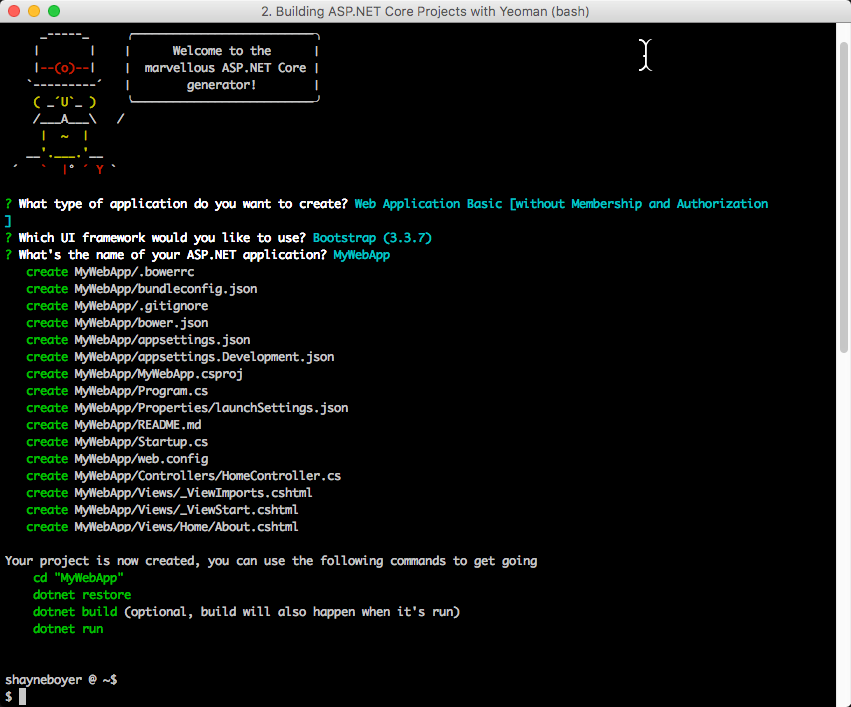 2. Building ASP.NET Core Projects with Yeoman (bash)
Welcome to the
marvellous ASP.NET Core
generator!
? What type of application do you want to create? Web Application Basic [without Membership and Authorization
]
? Which UI framework would you like to use? Bootstrap (3.3.7)
? What's the name of your ASP.NET application? MyWebApp
create MyWebApp/.bowerrc
create MyWebApp/bundleconfig.json
create MyWebApp/.gitignore
create MyWebApp/bower.json
create MyWebApp/appsettings.json
create MyWebApp/appsettings.Development.json
create MyWebApp/MyWebApp.csproj
create MyWebApp/Program.cs
create MyWebApp/Properties/launchSettings.json
create MyWebApp/README.md
create MyWebApp/Startup.cs
create MyWebApp/web.config
create MyWebApp/Controllers/HomeController.cs
create MyWebApp/Views/_ViewImports.cshtml
create MyWebApp/Views/_ViewStart.cshtml
create MyWebApp/Views/Home/About.cshtml
Your project is now created, you can use the following commands to get going
cd "MyWebApp"
dotnet restore
dotnet build (optional, build will also happen when it's run)
dotnet run
shayneboyer @ ~$
$